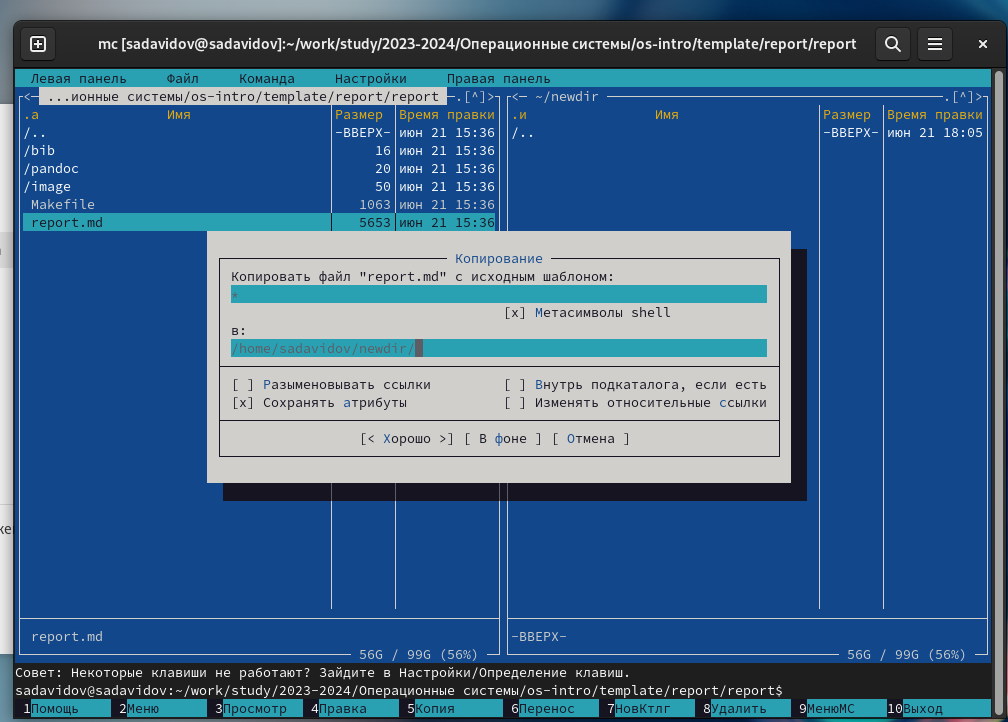 mc [sadavidov@sadavidov]:~/work/study/2023-2024/Операционные системы/os-intro/template/report/report
Левая панель Файл Команда Настройки Правая панель
<─ ...ионные системы/os-intro/template/report/report ─.[^]> <─ ~/newdir ─.[^]>
.а Имя Размер Время правки .и Имя Размер Время правки
/.. -ВВЕРХ- июн 21 15:36 /.. -ВВЕРХ- июн 21 18:05
/bib 16 июн 21 15:36
/pandoc 20 июн 21 15:36
/image 50 июн 21 15:36
Makefile 1063 июн 21 15:36
report.md 5653 июн 21 15:36
Копирование
Копировать файл "report.md" с исходным шаблоном:
*
[x] Метасимволы shell
в:
/home/sadavidov/newdir/
[ ] Разыменовывать ссылки [ ] Внутрь подкаталога, если есть
[x] Сохранять атрибуты [ ] Изменять относительные ссылки
[< Хорошо >] [ В фоне ] [ Отмена ]
report.md -ВВЕРХ-
56G / 99G (56%) 56G / 99G (56%)
Совет: Некоторые клавиши не работают? Зайдите в Настройки/Определение клавиш.
sadavidov@sadavidov:~/work/study/2023-2024/Операционные системы/os-intro/template/report/report$
1Помощь 2Меню 3Просмотр 4Правка 5Копия 6Перенос 7НовКтлг 8Удалить 9МенюМС 10Выход